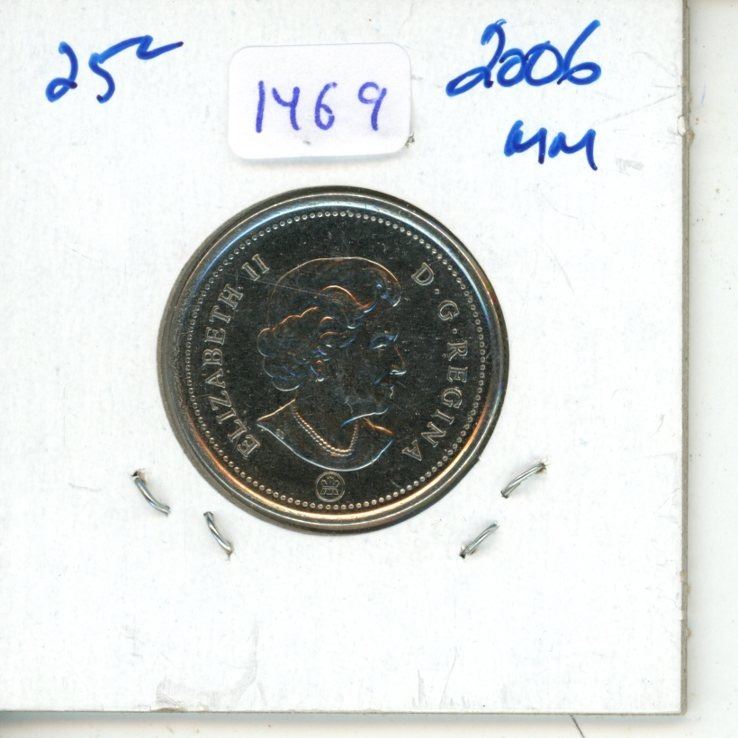 25¢
1469
2006
MM
ELIZABETH II
D·G·REGINA